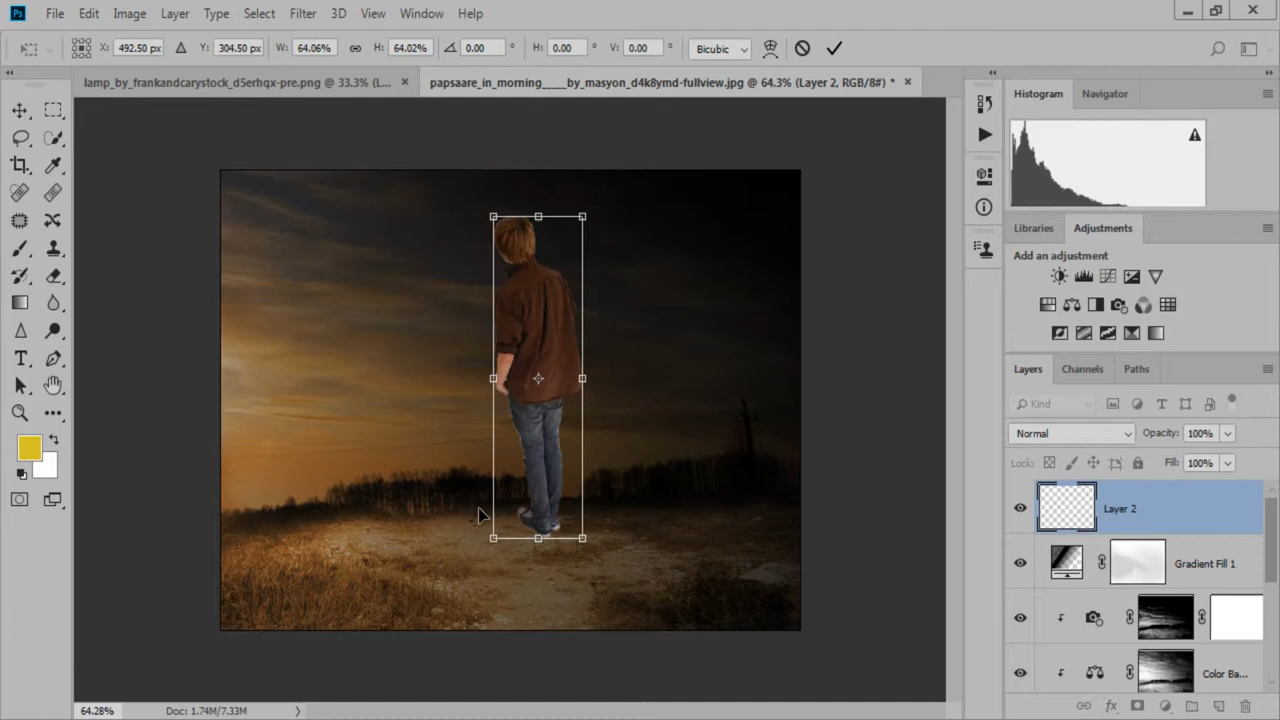 Ps File Edit Image Layer Type Select Filter 3D View Window Help
X: 492.50 px Y: 304.50 px W: 64.06% H: 64.02% 0.00 ° H: 0.00 ° V: 0.00 ° Bicubic
lamp_by_frankandcarystock_d5erhqx-pre.png @ 33.3% (L... × papsaare_in_morning____by_masyon_d4k8ymd-fullview.jpg @ 64.3% (Layer 2, RGB/8#) * ×
Histogram Navigator
Libraries Adjustments
Add an adjustment
Layers Channels Paths
Kind
Normal Opacity: 100%
Lock: Fill: 100%
Layer 2
Gradient Fill 1
Color Ba...
64.28% Doc: 1.74M/7.33M